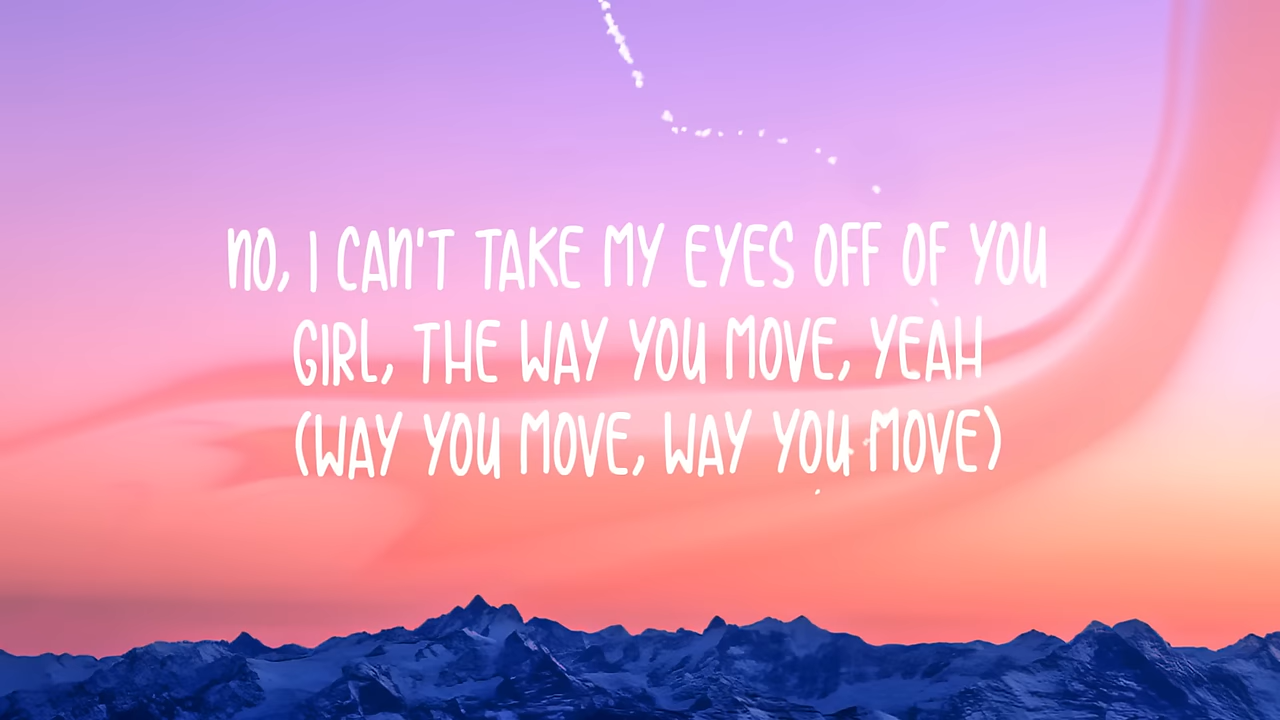 NO, I CAN'T TAKE MY EYES OFF OF YOU
GIRL, THE WAY YOU MOVE, YEAH
(WAY YOU MOVE, WAY YOU MOVE)